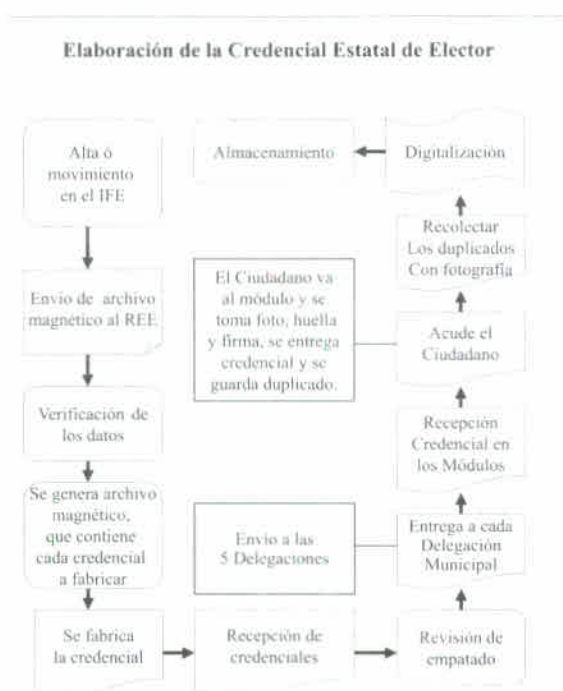 Elaboración de la Credencial Estatal de Elector
Alta ó
movimiento
en el IFE
Envío de archivo
magnético al REE
Verificación de
los datos
Se genera archivo
magnético,
que contiene
cada credencial
a fabricar
Se fabrica
la credencial
Recepción de
credenciales
Revisión de
empatado
Entrega a cada
Delegación
Municipal
Envío a las
5 Delegaciones
Recepción
Credencial en
los Módulos
Acude el
Ciudadano
El Ciudadano va
al módulo y se
toma foto, huella
y firma, se entrega
credencial y se
guarda duplicado.
Recolectar
Los duplicados
Con fotografía
Digitalización
Almacenamiento